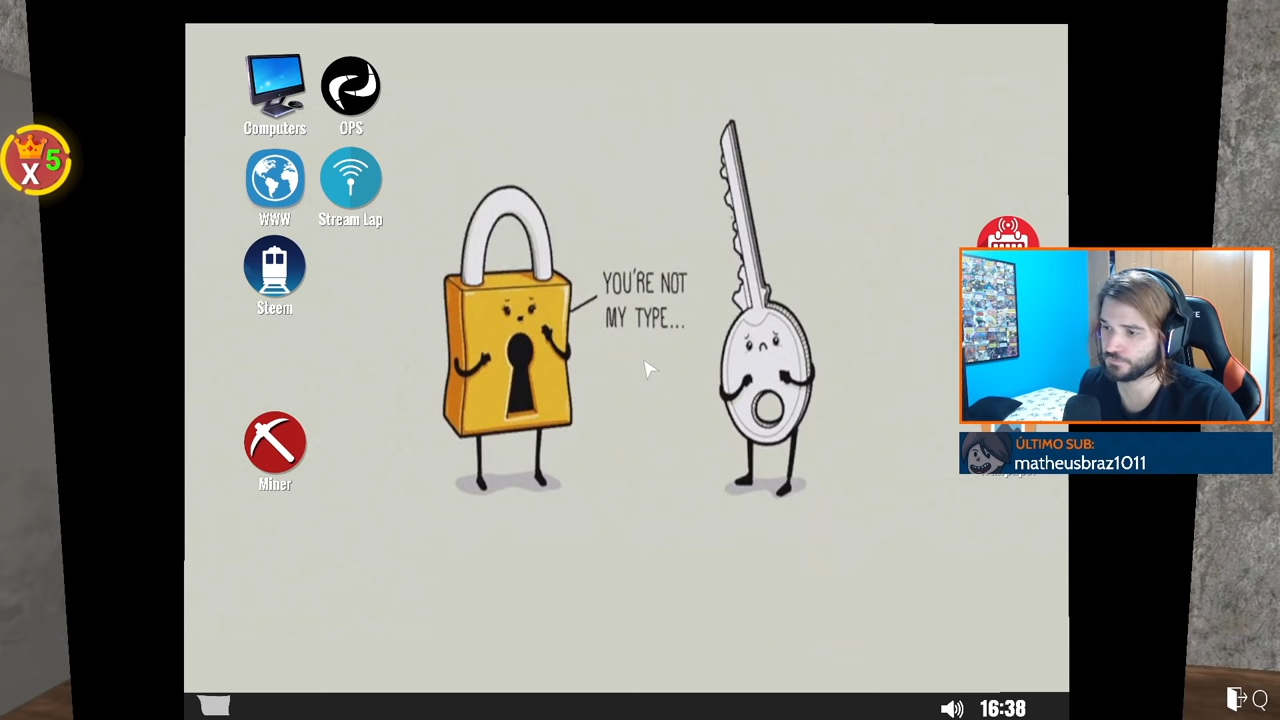 Computers
OPS
WWW
Stream Lap
Steem
Miner
X 5
YOU'RE NOT
MY TYPE...
ÚLTIMO SUB:
matheusbraz1011
16:38
Q